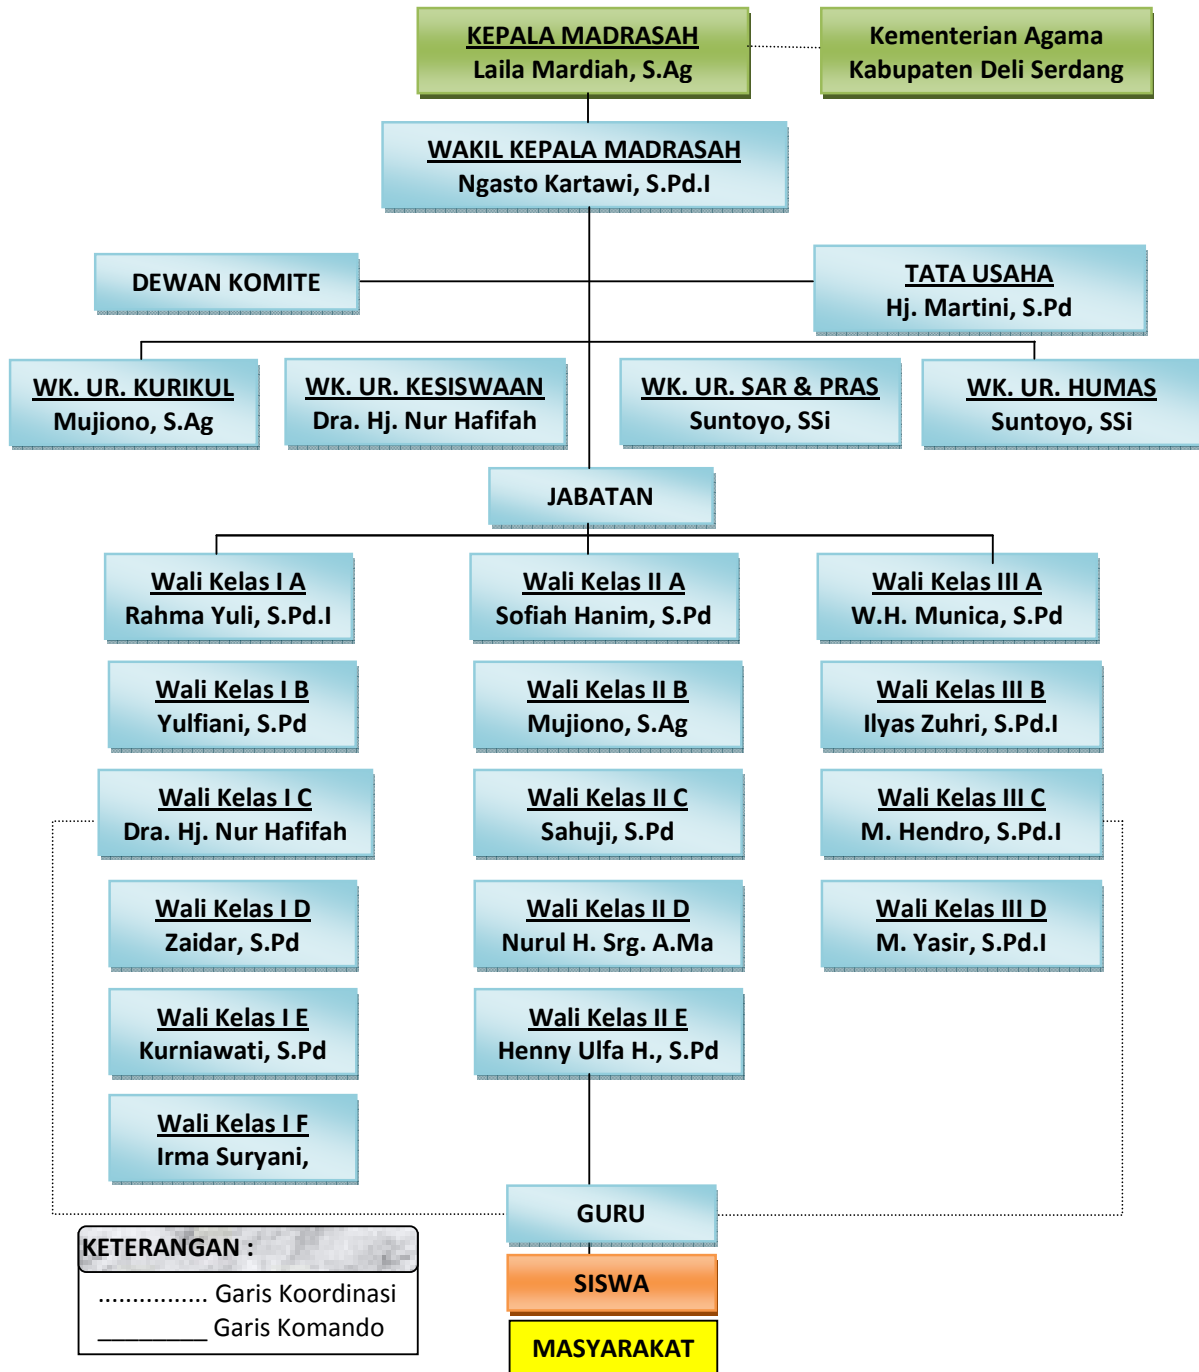 KEPALA MADRASAH
Laila Mardiah, S.Ag
Kementerian Agama
Kabupaten Deli Serdang
WAKIL KEPALA MADRASAH
Ngasto Kartawi, S.Pd.I
DEWAN KOMITE
TATA USAHA
Hj. Martini, S.Pd
WK. UR. KURIKUL
Mujiono, S.Ag
WK. UR. KESISWAAN
Dra. Hj. Nur Hafifah
WK. UR. SAR & PRAS
Suntoyo, SSi
WK. UR. HUMAS
Suntoyo, SSi
JABATAN
Wali Kelas I A
Rahma Yuli, S.Pd.I
Wali Kelas II A
Sofiah Hanim, S.Pd
Wali Kelas III A
W.H. Munica, S.Pd
Wali Kelas I B
Yulfiani, S.Pd
Wali Kelas II B
Mujiono, S.Ag
Wali Kelas III B
Ilyas Zuhri, S.Pd.I
Wali Kelas I C
Dra. Hj. Nur Hafifah
Wali Kelas II C
Sahuji, S.Pd
Wali Kelas III C
M. Hendro, S.Pd.I
Wali Kelas I D
Zaidar, S.Pd
Wali Kelas II D
Nurul H. Srg. A.Ma
Wali Kelas III D
M. Yasir, S.Pd.I
Wali Kelas I E
Kurniawati, S.Pd
Wali Kelas II E
Henny Ulfa H., S.Pd
Wali Kelas I F
Irma Suryani,
GURU
KETERANGAN :
................ Garis Koordinasi
__________ Garis Komando
SISWA
MASYARAKAT